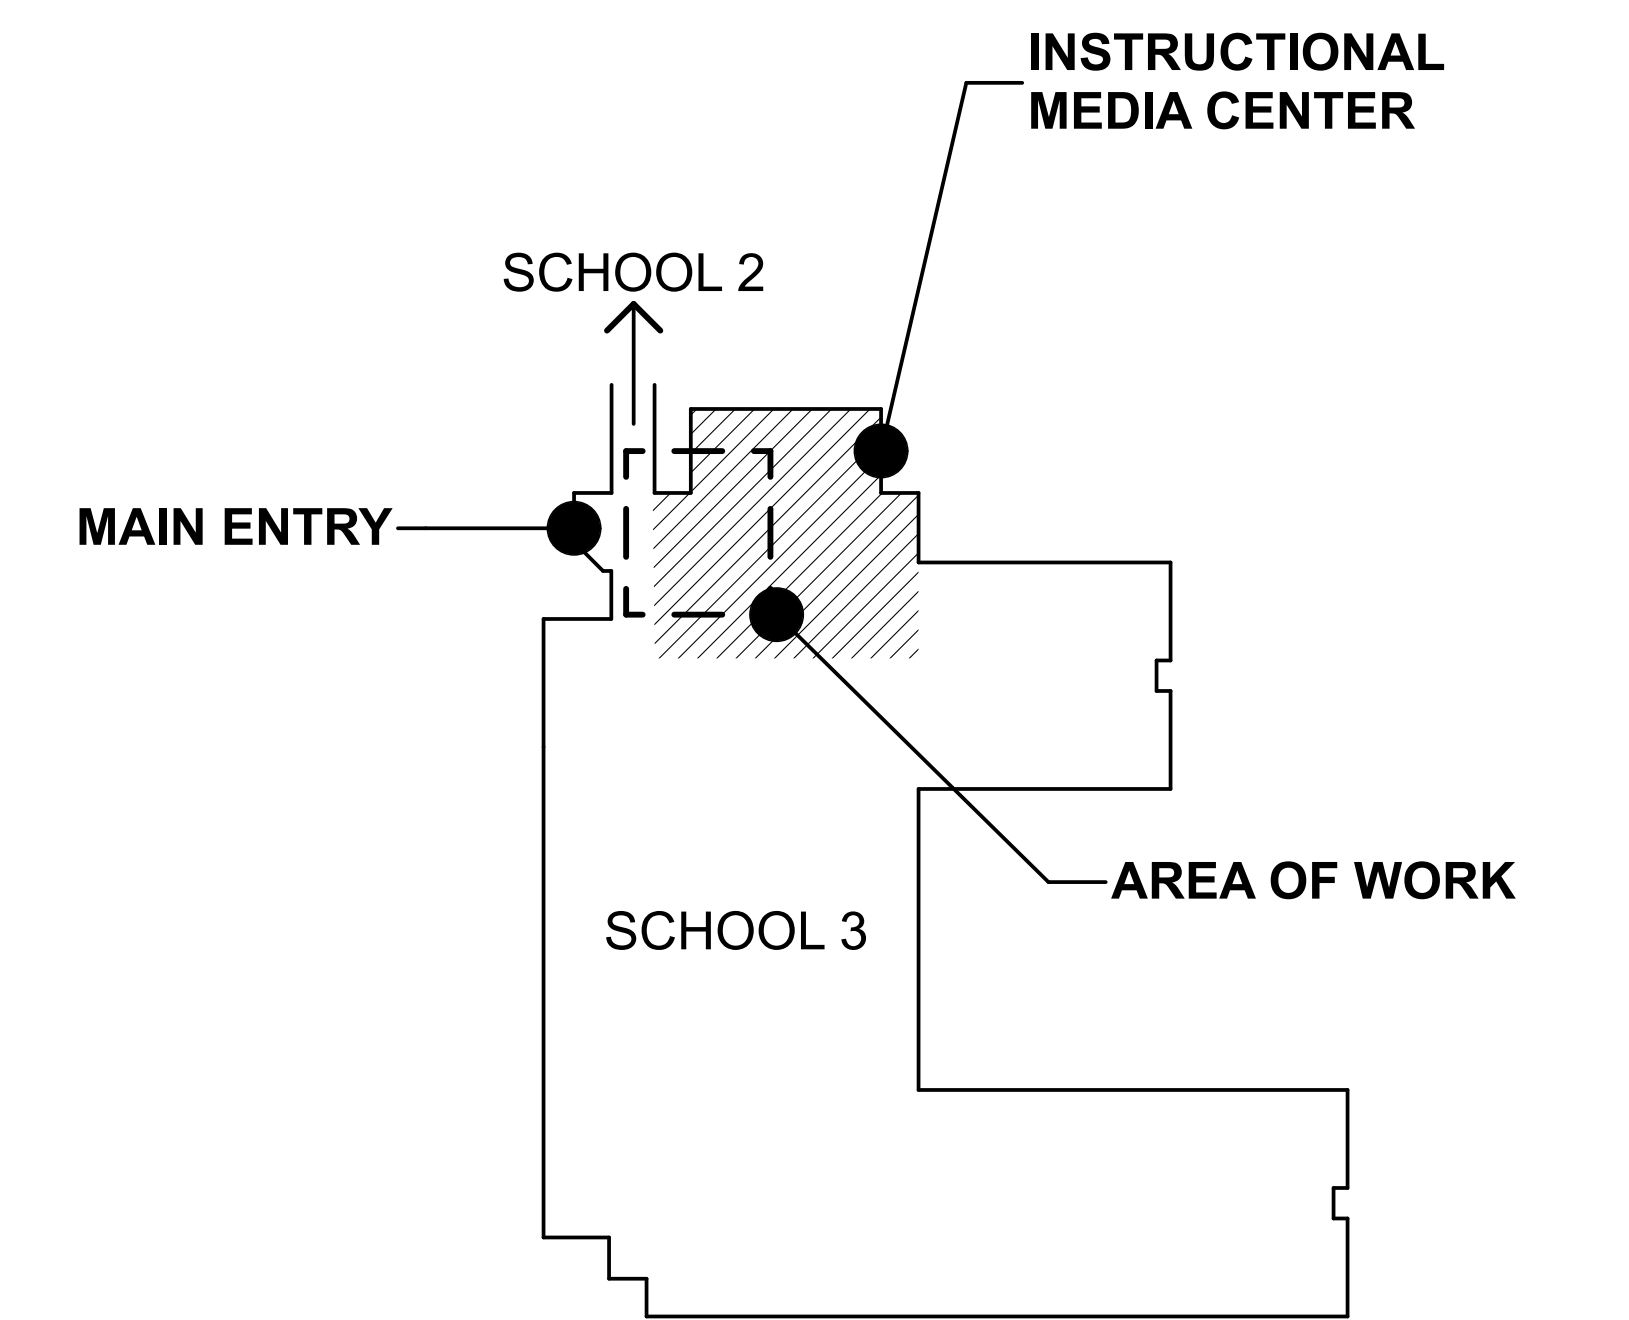 INSTRUCTIONAL
MEDIA CENTER
SCHOOL 2
MAIN ENTRY
AREA OF WORK
SCHOOL 3